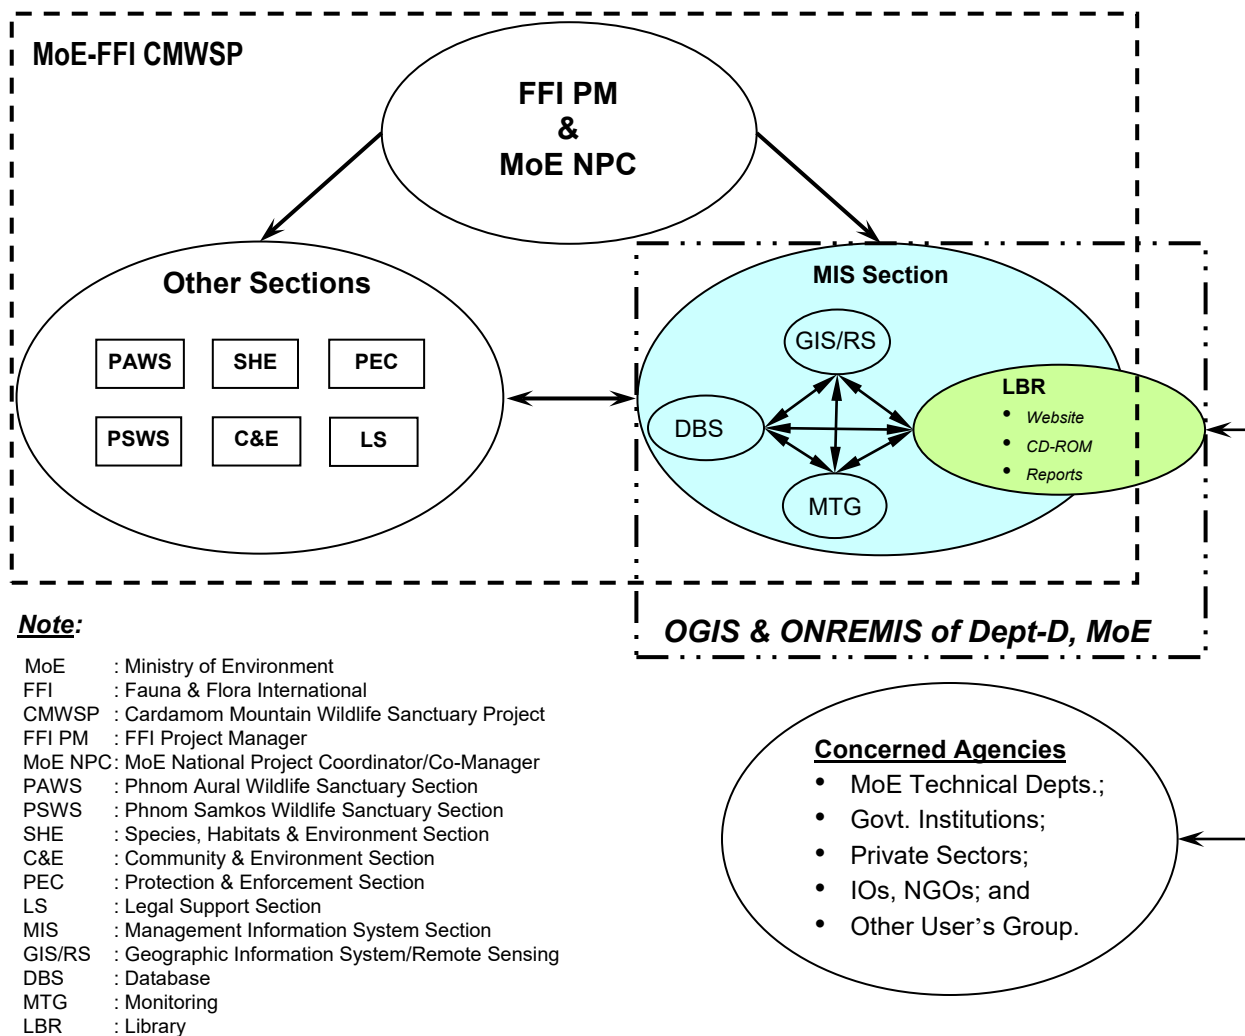 MoE-FFI CMWSP
FFI PM
&
MoE NPC
Other Sections
PAWS
SHE
PEC
PSWS
C&E
LS
MIS Section
GIS/RS
DBS
MTG
LBR
• Website
• CD-ROM
• Reports
OGIS & ONREMIS of Dept-D, MoE
Note:
MoE : Ministry of Environment
FFI : Fauna & Flora International
CMWSP : Cardamom Mountain Wildlife Sanctuary Project
FFI PM : FFI Project Manager
MoE NPC : MoE National Project Coordinator/Co-Manager
PAWS : Phnom Aural Wildlife Sanctuary Section
PSWS : Phnom Samkos Wildlife Sanctuary Section
SHE : Species, Habitats & Environment Section
C&E : Community & Environment Section
PEC : Protection & Enforcement Section
LS : Legal Support Section
MIS : Management Information System Section
GIS/RS : Geographic Information System/Remote Sensing
DBS : Database
MTG : Monitoring
LBR : Library
Concerned Agencies
• MoE Technical Depts.;
• Govt. Institutions;
• Private Sectors;
• IOs, NGOs; and
• Other User’s Group.